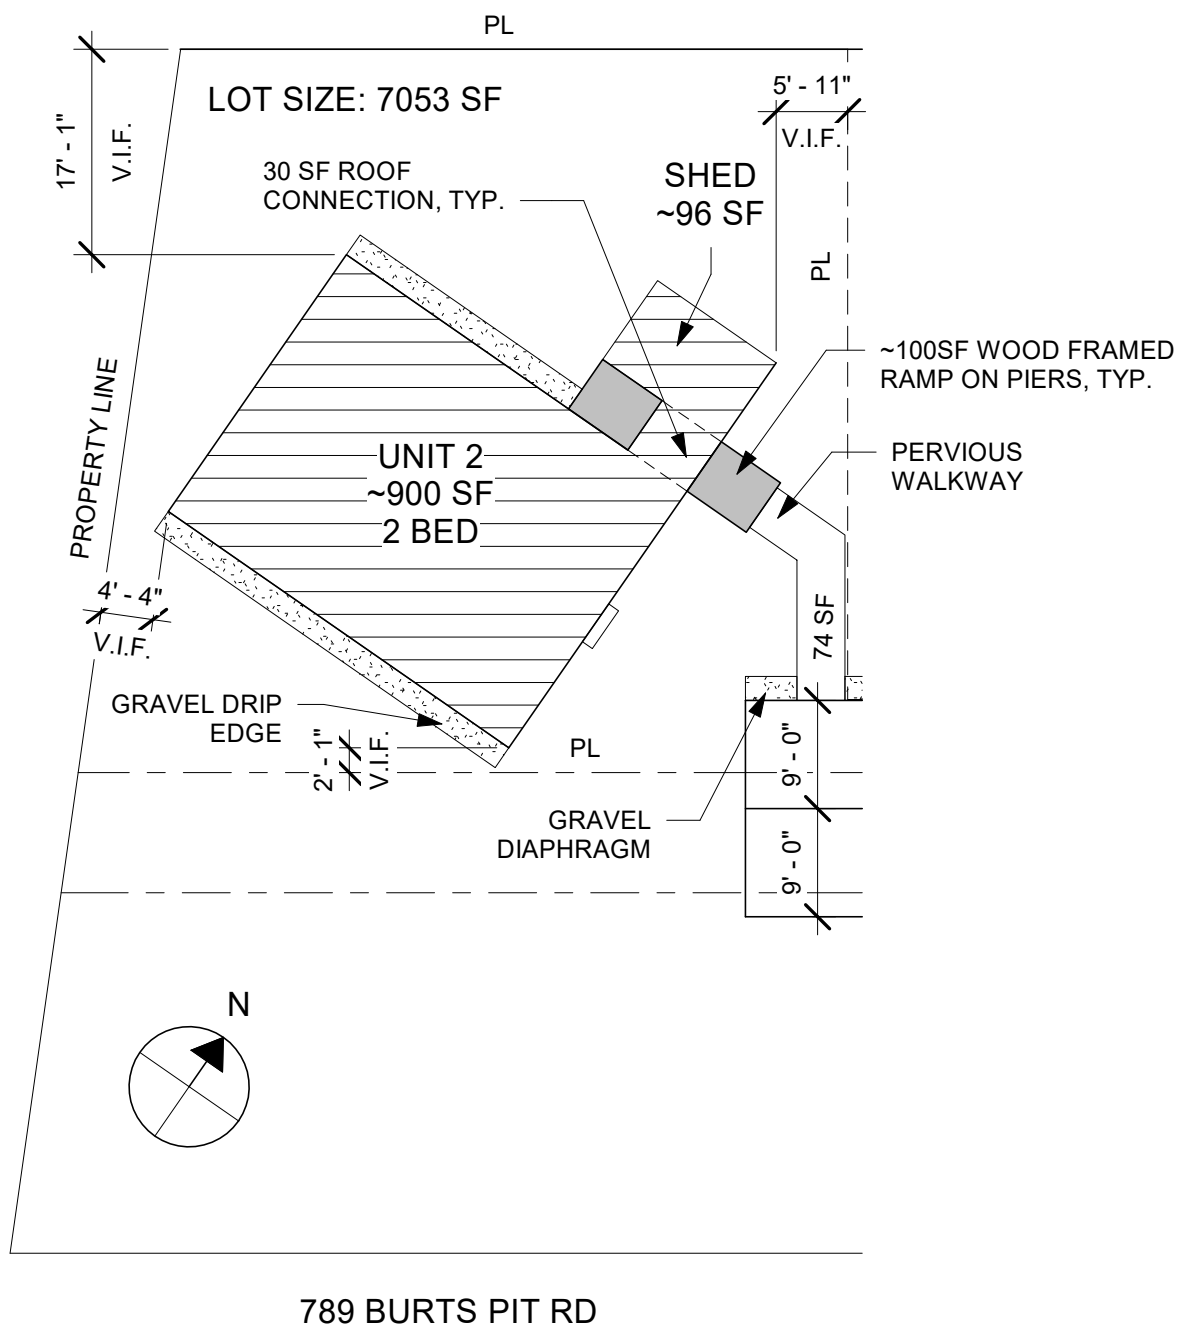 PL
5' - 11"
V.I.F.
LOT SIZE: 7053 SF
17' - 1"
V.I.F.
30 SF ROOF
CONNECTION, TYP.
SHED
~96 SF
PL
~100SF WOOD FRAMED
RAMP ON PIERS, TYP.
PROPERTY LINE
UNIT 2
~900 SF
2 BED
PERVIOUS
WALKWAY
4' - 4"
V.I.F.
74 SF
GRAVEL DRIP
EDGE
2' - 1"
V.I.F.
PL
9' - 0"
GRAVEL
DIAPHRAGM
9' - 0"
N
789 BURTS PIT RD